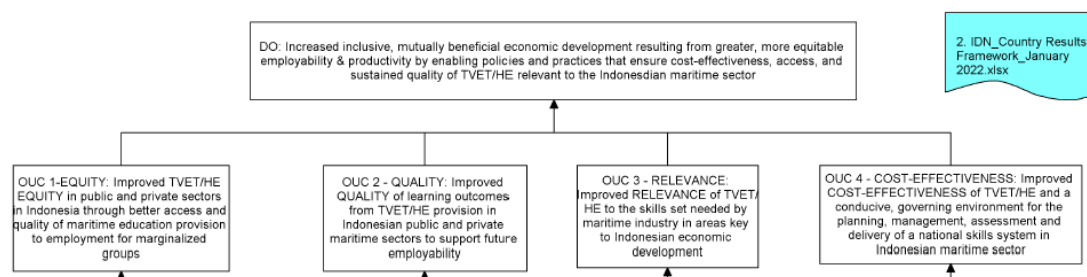 DO: Increased inclusive, mutually beneficial economic development resulting from greater, more equitable
employability & productivity by enabling policies and practices that ensure cost-effectiveness, access, and
sustained quality of TVET/HE relevant to the Indonesdian maritime sector
2. IDN_Country Results
Framework_January
2022.xlsx
OUC 1-EQUITY: Improved TVET/HE
EQUITY in public and private sectors
in Indonesia through better access and
quality of maritime education provision
to employment for marginalized
groups
OUC 2 - QUALITY: Improved
QUALITY of learning outcomes
from TVET/HE provision in
Indonesian public and private
maritime sectors to support future
employability
OUC 3 - RELEVANCE:
Improved RELEVANCE of TVET/
HE to the skills set needed by
maritime industry in areas key
to Indonesian economic
development
OUC 4 - COST-EFFECTIVENESS: Improved
COST-EFFECTIVENESS of TVET/HE and a
conducive, governing environment for the
planning, management, assessment and
delivery of a national skills system in
Indonesian maritime sector